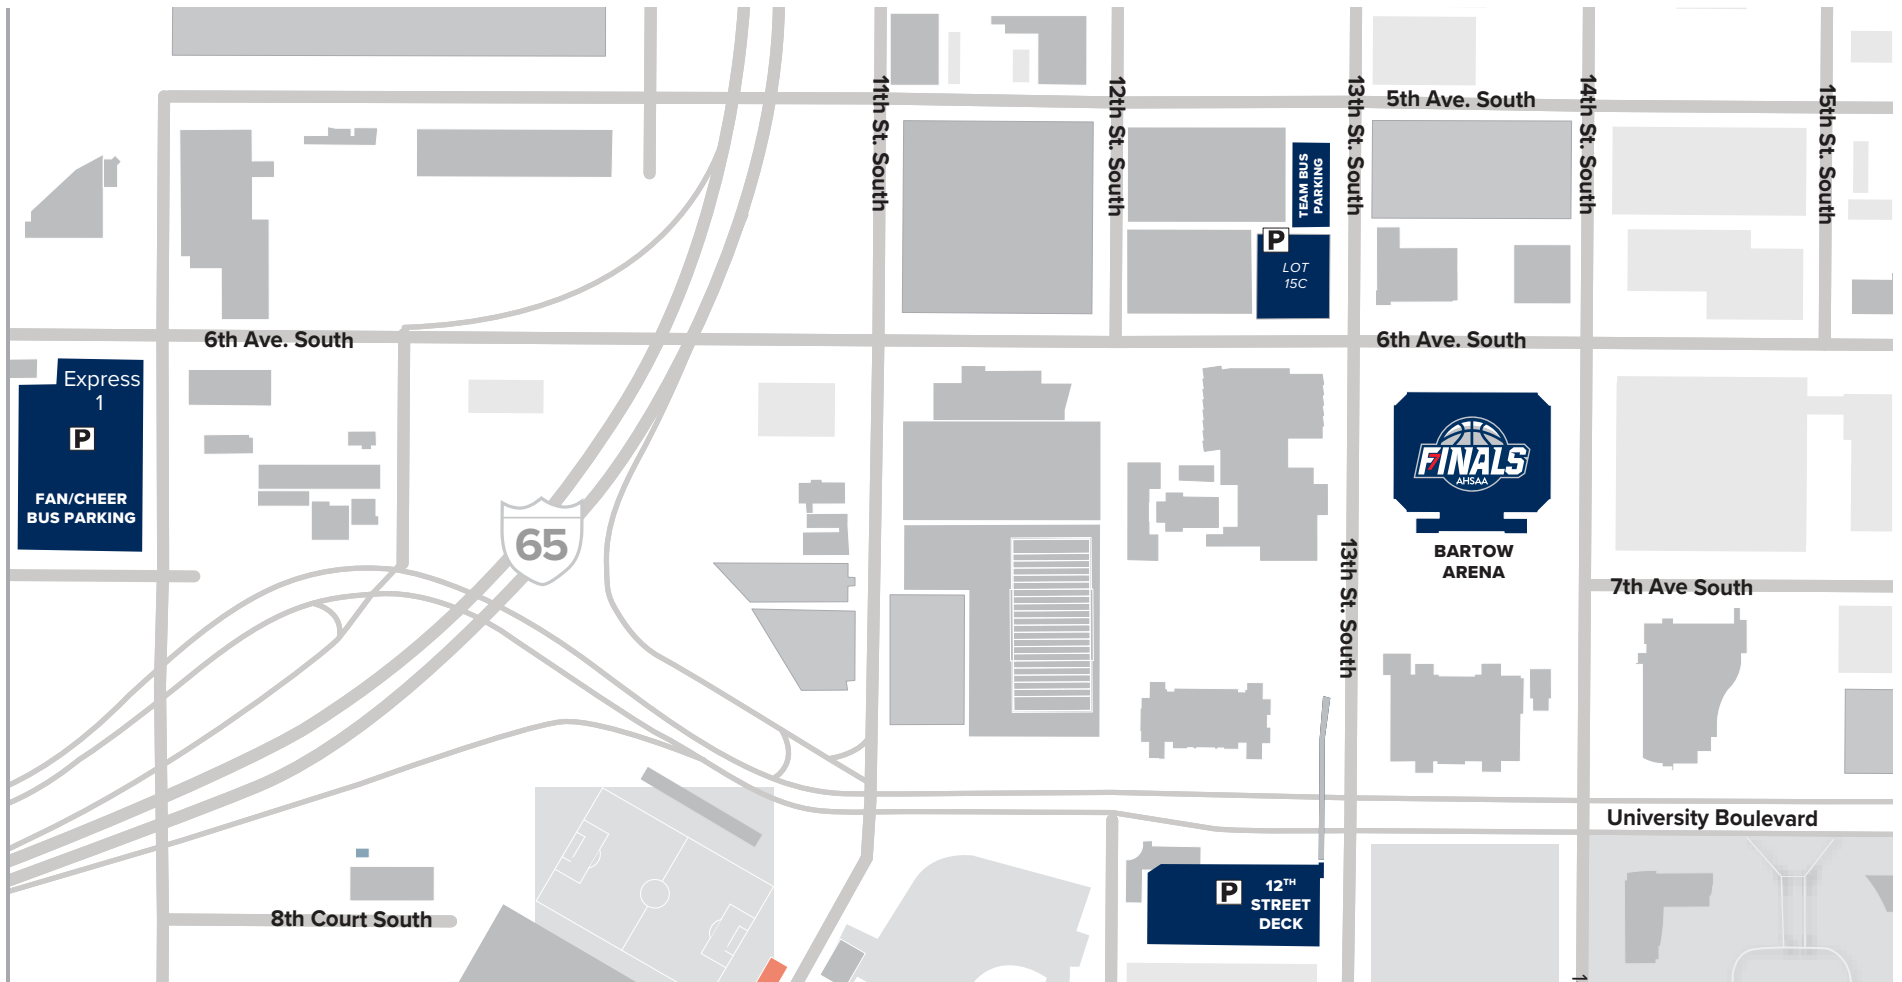 11th St. South
12th St. South
13th St. South
5th Ave. South
14th St. South
15th St. South
TEAM BUS
PARKING
P
LOT
15C
6th Ave. South
6th Ave. South
Express
1
P
FAN/CHEER
BUS PARKING
FINALS
AHSAA
65
BARTOW
ARENA
13th St. South
7th Ave South
University Boulevard
P
12TH
STREET
DECK
8th Court South
1